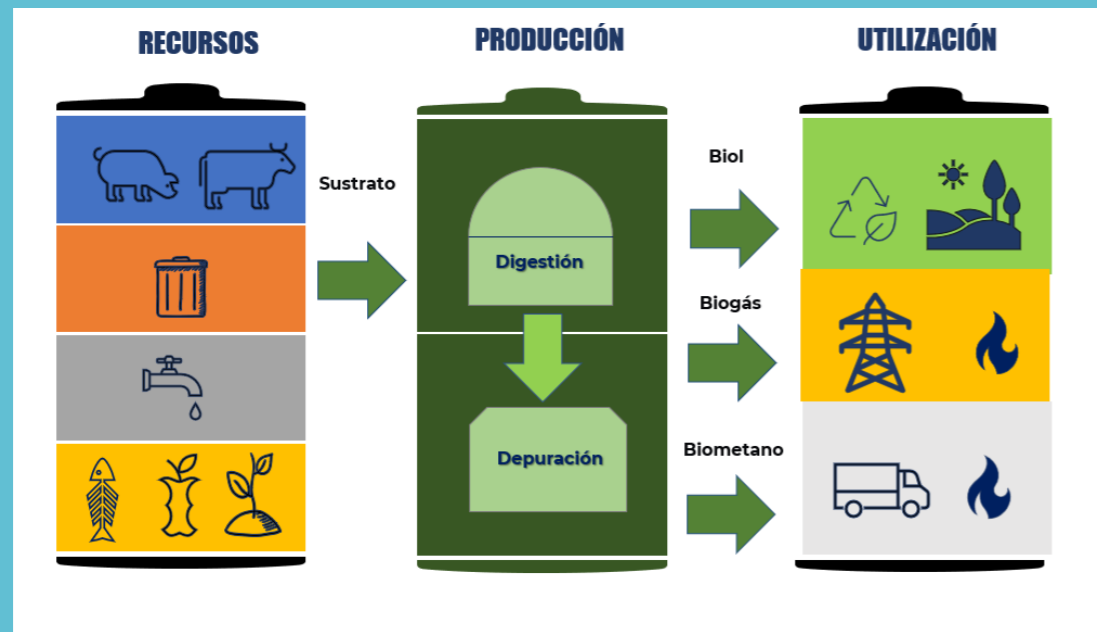 RECURSOS
PRODUCCIÓN
UTILIZACIÓN
Sustrato
Digestión
Depuración
Biol
Biogás
Biometano